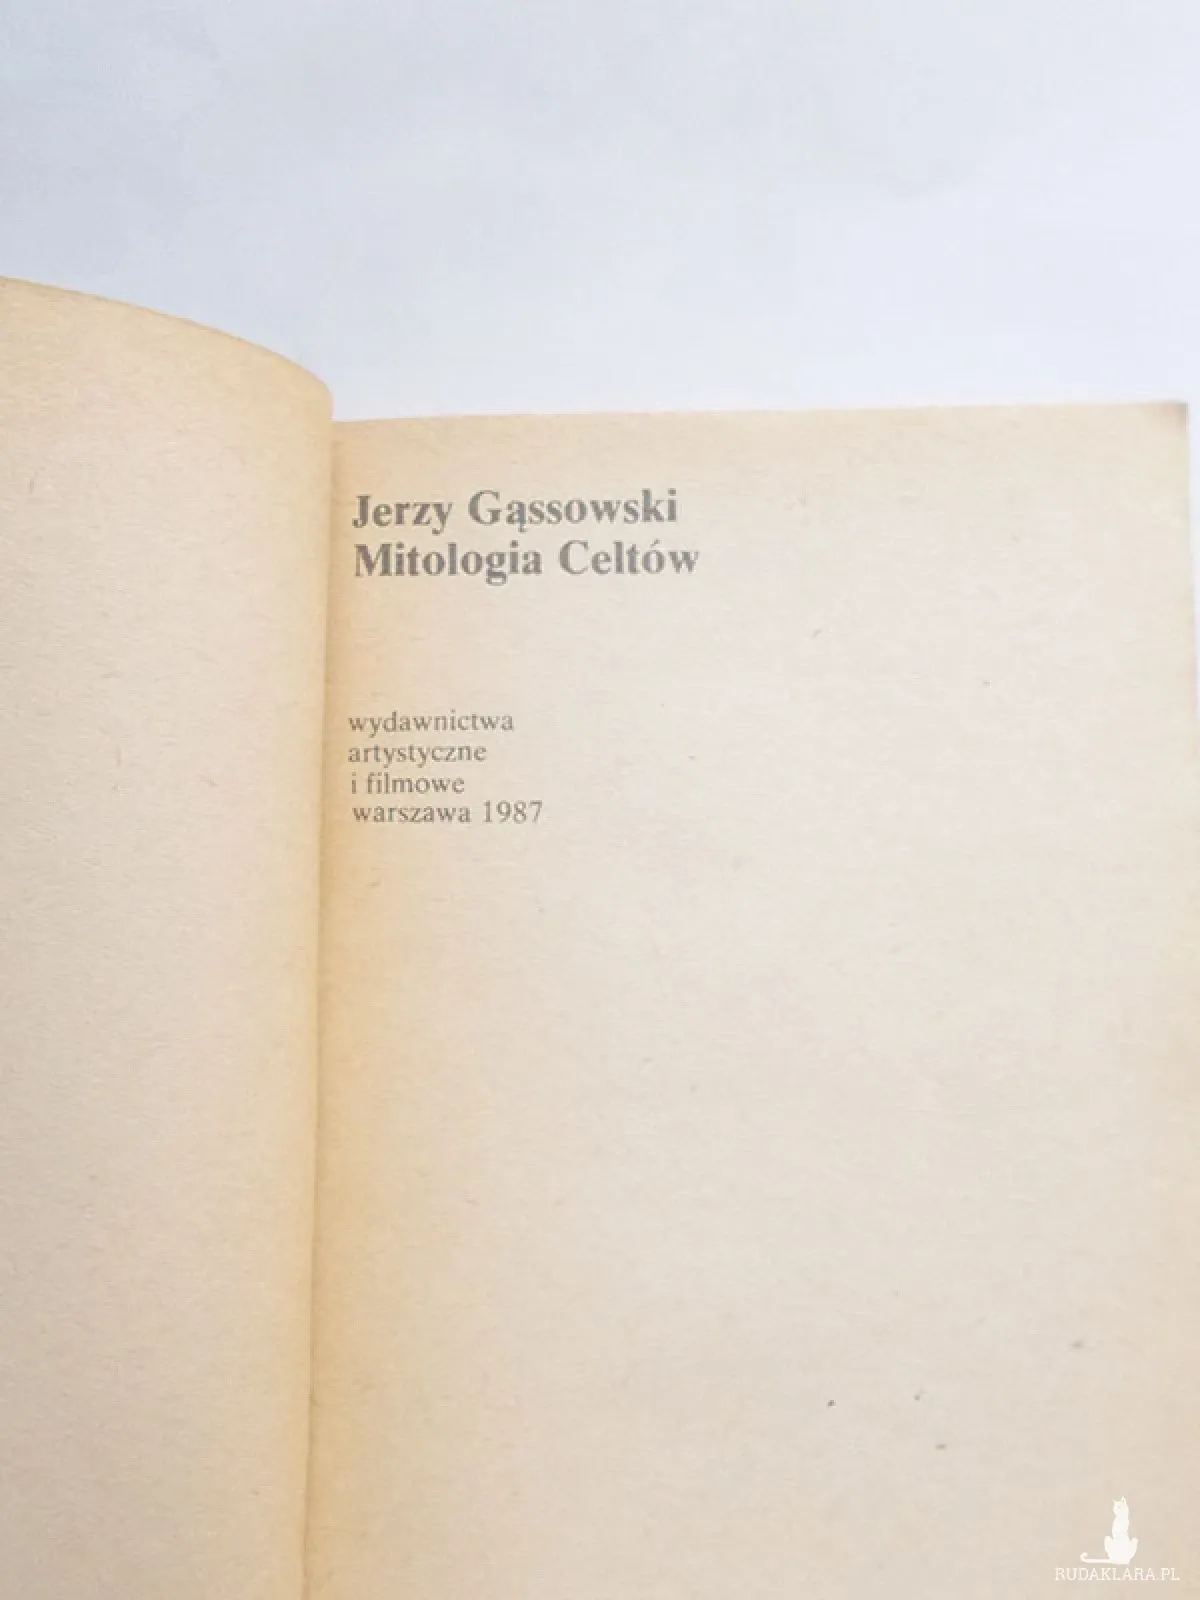 Jerzy Gąssowski
Mitologia Celtów
wydawnictwa
artystyczne
i filmowe
warszawa 1987
RUDAKLARA.PL